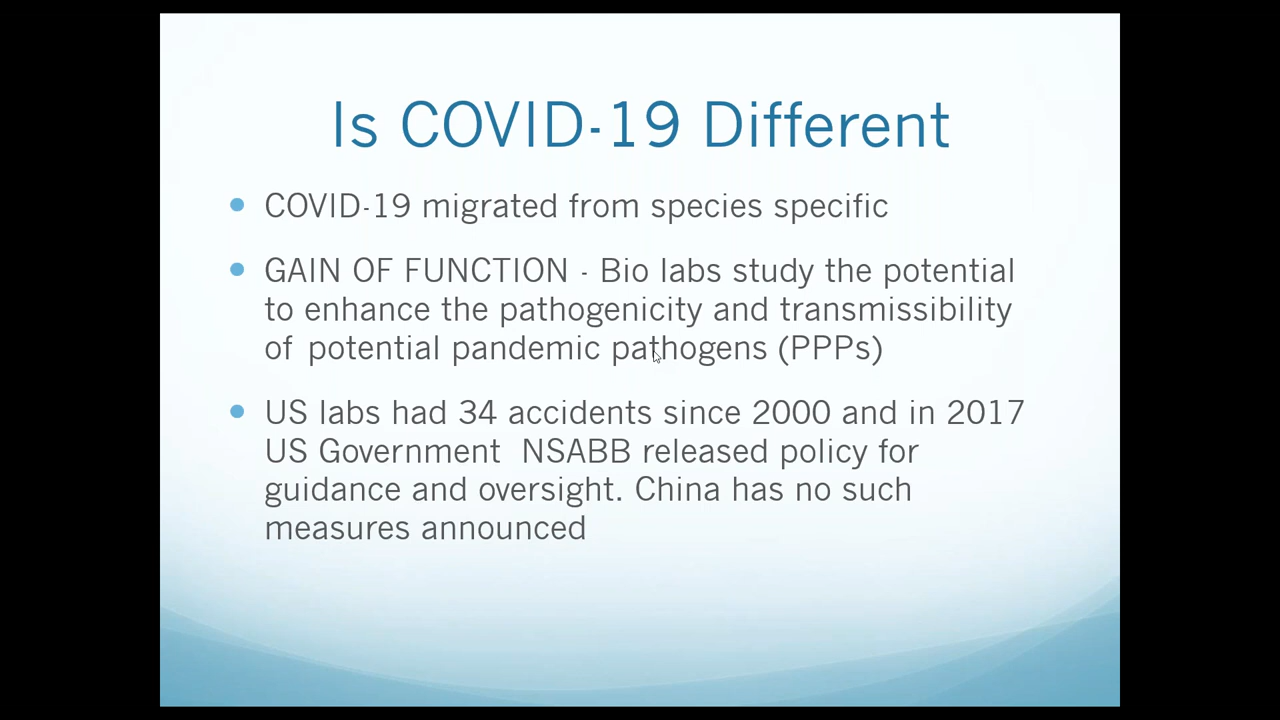 Is COVID-19 Different
COVID-19 migrated from species specific
GAIN OF FUNCTION - Bio labs study the potential
to enhance the pathogenicity and transmissibility
of potential pandemic pathogens (PPPs)
US labs had 34 accidents since 2000 and in 2017
US Government NSABB released policy for
guidance and oversight. China has no such
measures announced